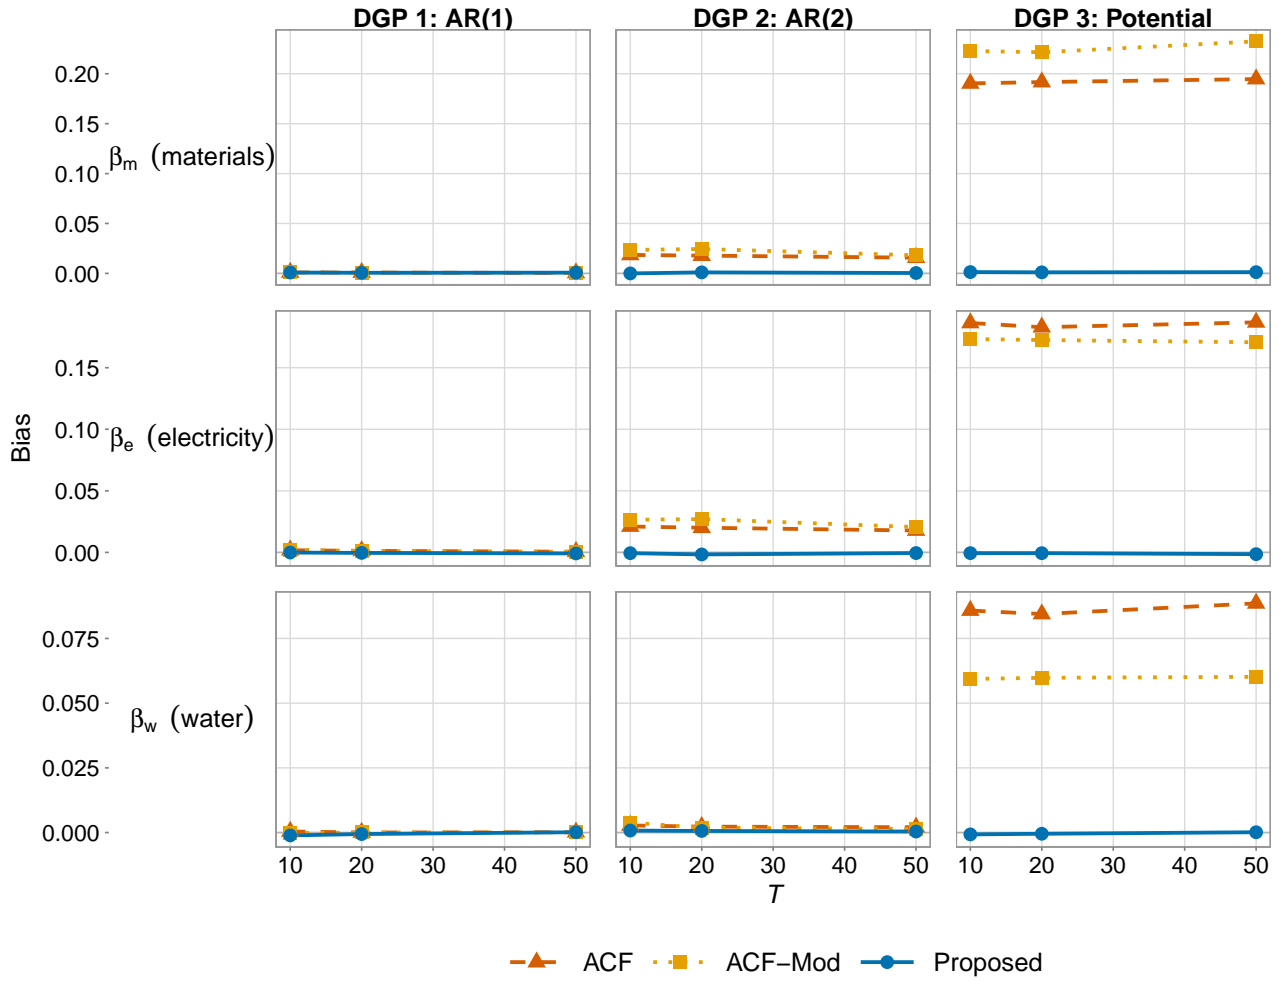 DGP 1: AR(1) DGP 2: AR(2) DGP 3: Potential
0.20
0.15
βm (materials)
0.10
0.05
0.00
0.15
Bias
βe (electricity)
0.10
0.05
0.00
0.075
0.050
βw (water)
0.025
0.000
10 20 30 40 50 10 20 30 40 50 10 20 30 40 50
T
ACF ACF−Mod Proposed